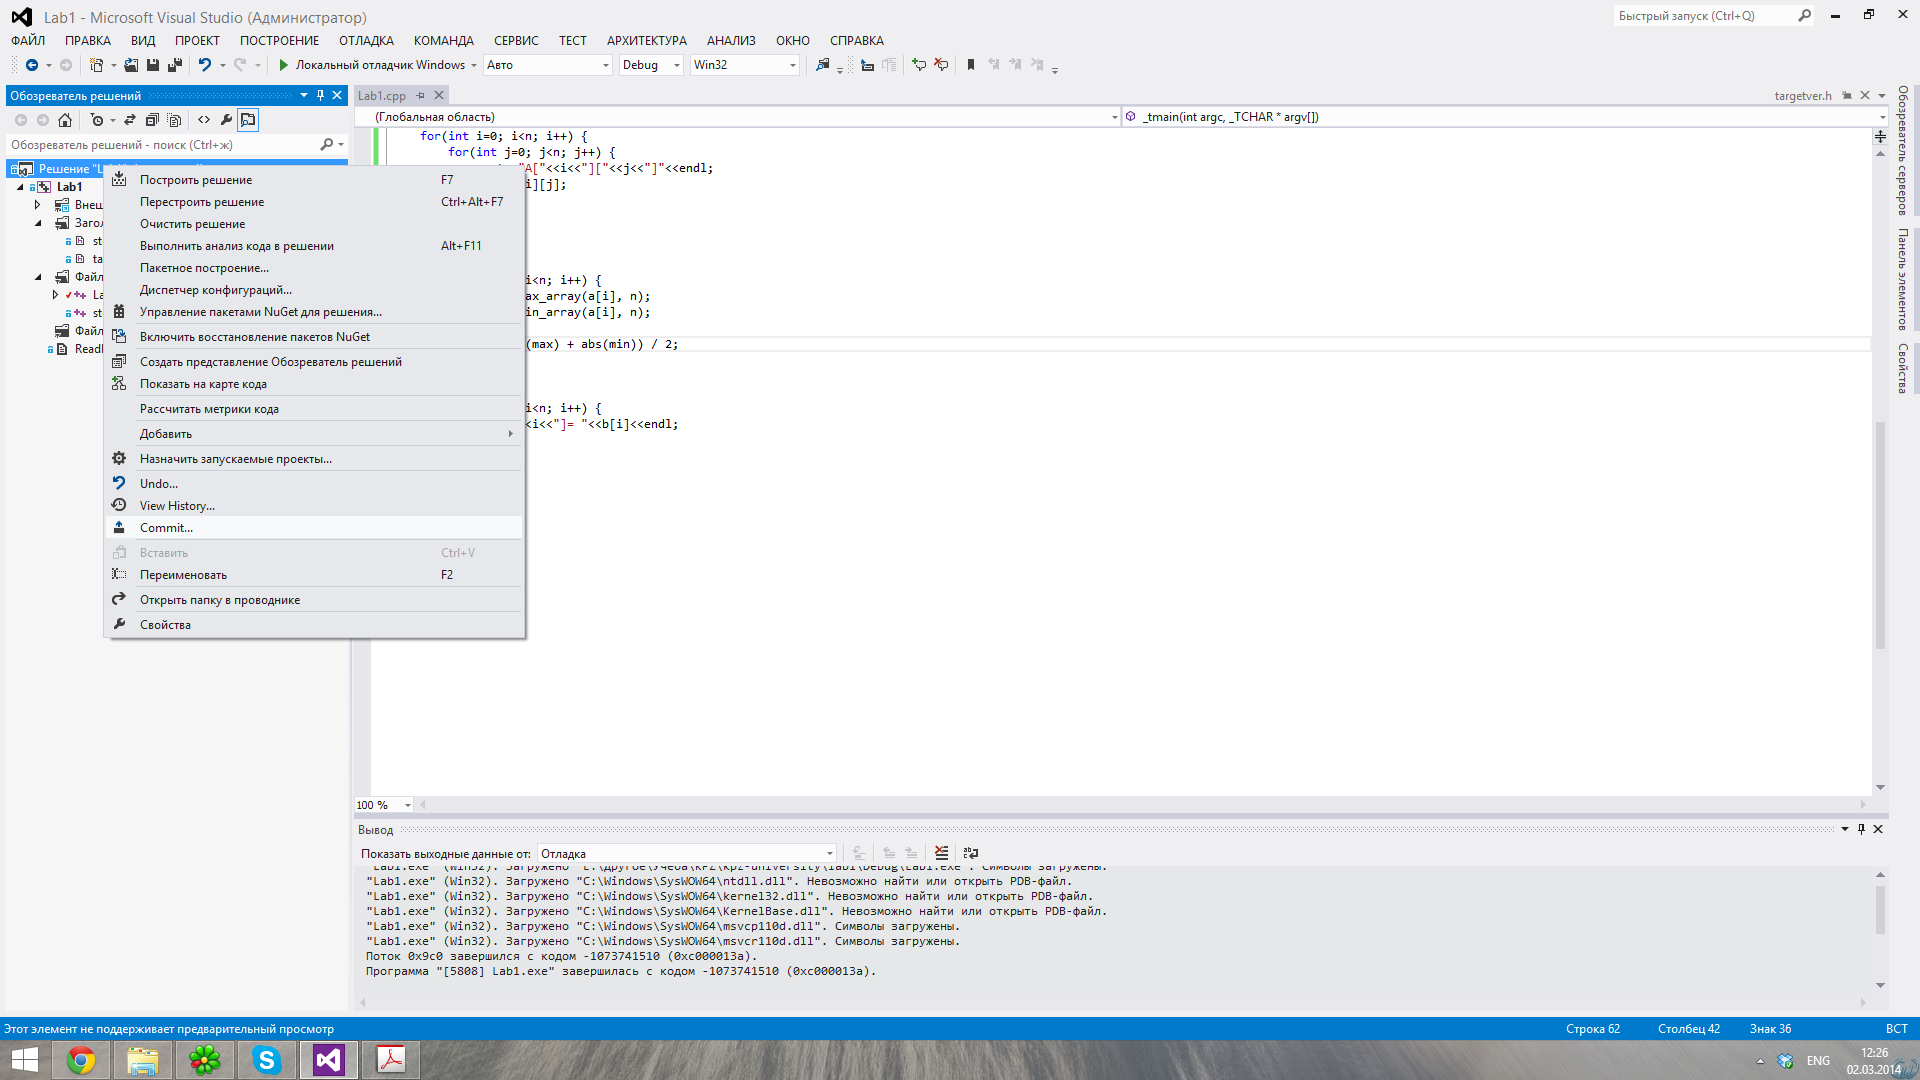 Lab1 - Microsoft Visual Studio (Администратор)
Быстрый запуск (Ctrl+Q)
ФАЙЛ ПРАВКА ВИД ПРОЕКТ ПОСТРОЕНИЕ ОТЛАДКА КОМАНДА СЕРВИС ТЕСТ АРХИТЕКТУРА АНАЛИЗ ОКНО СПРАВКА
Локальный отладчик Windows Авто Debug Win32
Обозреватель решений
Lab1.cpp
targetver.h
(Глобальная область)
_tmain(int argc, _TCHAR * argv[])
Обозреватель решений - поиск (Ctrl+ж)
Решение
Lab1
Внеш
Загол
st
ta
Файл
La
st
Файл
Read
Построить решение F7
Перестроить решение Ctrl+Alt+F7
Очистить решение
Выполнить анализ кода в решении Alt+F11
Пакетное построение...
Диспетчер конфигураций...
Управление пакетами NuGet для решения...
Включить восстановление пакетов NuGet
Создать представление Обозреватель решений
Показать на карте кода
Рассчитать метрики кода
Добавить
Назначить запускаемые проекты...
Undo...
View History...
Commit...
Вставить Ctrl+V
Переименовать F2
Открыть папку в проводнике
Свойства
for(int i=0; i<n; i++) {
for(int j=0; j<n; j++) {
"A["<<i<<"]["<<j<<"]"<<endl;
i][j];
i<n; i++) {
ax_array(a[i], n);
in_array(a[i], n);
(max) + abs(min)) / 2;
i<n; i++) {
<i<<"]= "<<b[i]<<endl;
Обозреватель серверов
Панель элементов
Свойства
100 %
Вывод
Показать выходные данные от: Отладка
"Lab1.exe" (Win32). Загружено "C:\Windows\SysWOW64\ntdll.dll". Невозможно найти или открыть PDB-файл.
"Lab1.exe" (Win32). Загружено "C:\Windows\SysWOW64\kernel32.dll". Невозможно найти или открыть PDB-файл.
"Lab1.exe" (Win32). Загружено "C:\Windows\SysWOW64\KernelBase.dll". Невозможно найти или открыть PDB-файл.
"Lab1.exe" (Win32). Загружено "C:\Windows\SysWOW64\msvcp110d.dll". Символы загружены.
"Lab1.exe" (Win32). Загружено "C:\Windows\SysWOW64\msvcr110d.dll". Символы загружены.
Поток 0x9c0 завершился с кодом -1073741510 (0xc000013a).
Программа "[5808] Lab1.exe" завершилась с кодом -1073741510 (0xc000013a).
Этот элемент не поддерживает предварительный просмотр
Строка 62 Столбец 42 Знак 36 ВСТ
ENG
12:26
02.03.2014